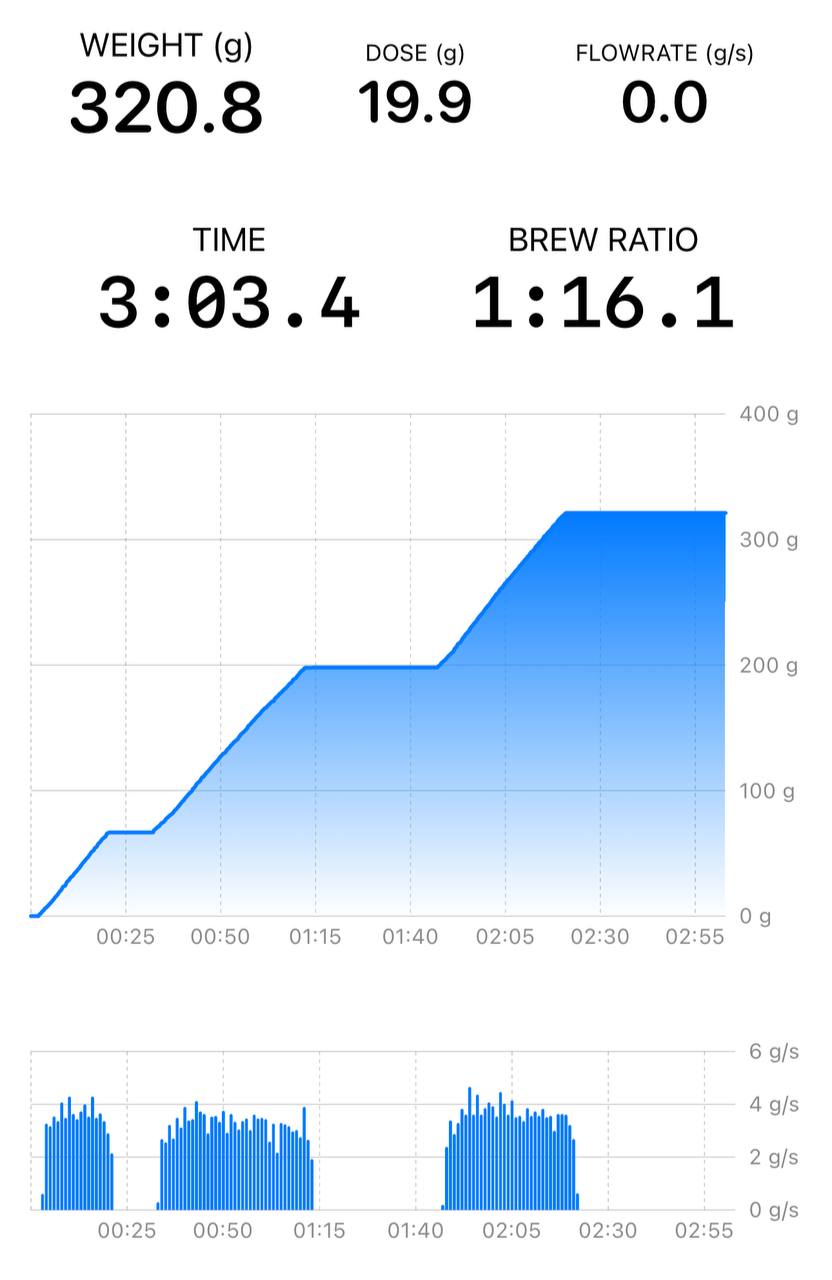 WEIGHT (g)
DOSE (g)
FLOWRATE (g/s)
320.8
19.9
0.0
TIME
BREW RATIO
3:03.4
1:16.1
400 g
300 g
200 g
100 g
0 g
00:25 00:50 01:15 01:40 02:05 02:30 02:55
6 g/s
4 g/s
2 g/s
0 g/s
00:25 00:50 01:15 01:40 02:05 02:30 02:55